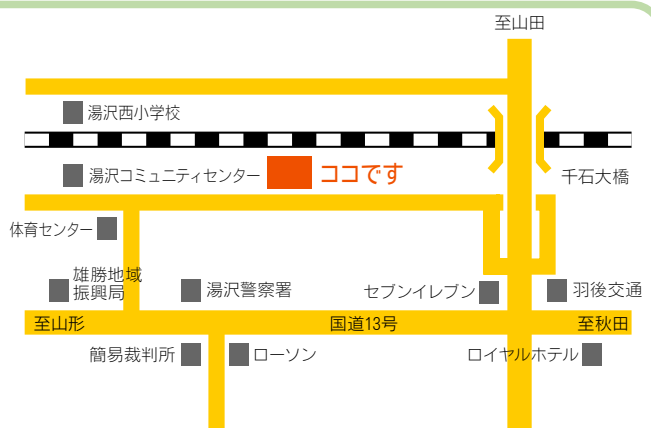 至山田
湯沢西小学校
湯沢コミュニティセンター
ココです
千石大橋
体育センター
雄勝地域
振興局
湯沢警察署
セブンイレブン
羽後交通
至山形
国道13号
至秋田
簡易裁判所
ローソン
ロイヤルホテル